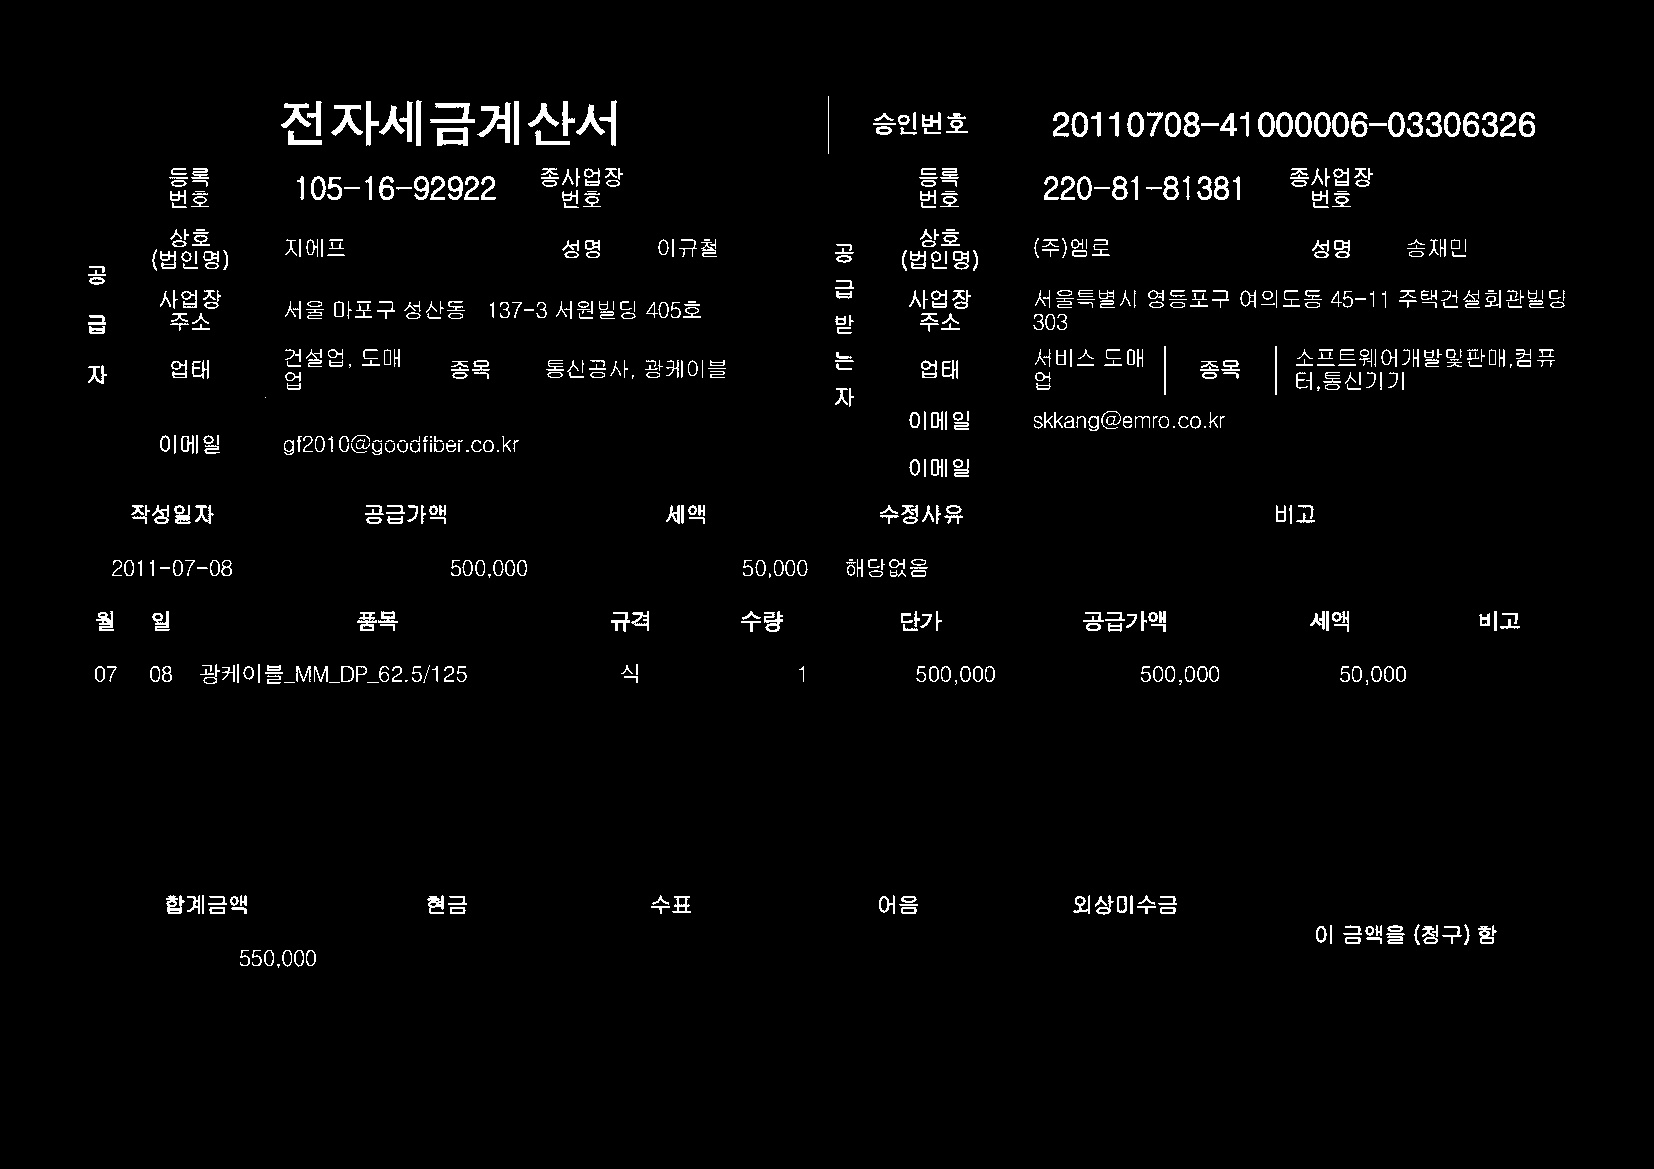 전자세금계산서 승인번호 20110708-41000006-03306326
등록번호 105-16-92922 종사업장번호 등록번호 220-81-81381 종사업장번호
상호(법인명) 지에프 성명 이규철 상호(법인명) (주)엠로 성명 송재민
공급자 공급받는자
사업장주소 서울 마포구 성산동 137-3 서원빌딩 405호 사업장주소 서울특별시 영등포구 여의도동 45-11 주택건설회관빌딩 303
업태 건설업, 도매업 종목 통신공사, 광케이블 업태 서비스 도매업 종목 소프트웨어개발및판매,컴퓨터,통신기기
이메일 gf2010@goodfiber.co.kr 이메일 skkang@emro.co.kr
이메일
작성일자 공급가액 세액 수정사유 비고
2011-07-08 500,000 50,000 해당없음
월 일 품목 규격 수량 단가 공급가액 세액 비고
07 08 광케이블_MM_DP_62.5/125 식 1 500,000 500,000 50,000
합계금액 현금 수표 어음 외상미수금
이 금액을 (청구) 함
550,000